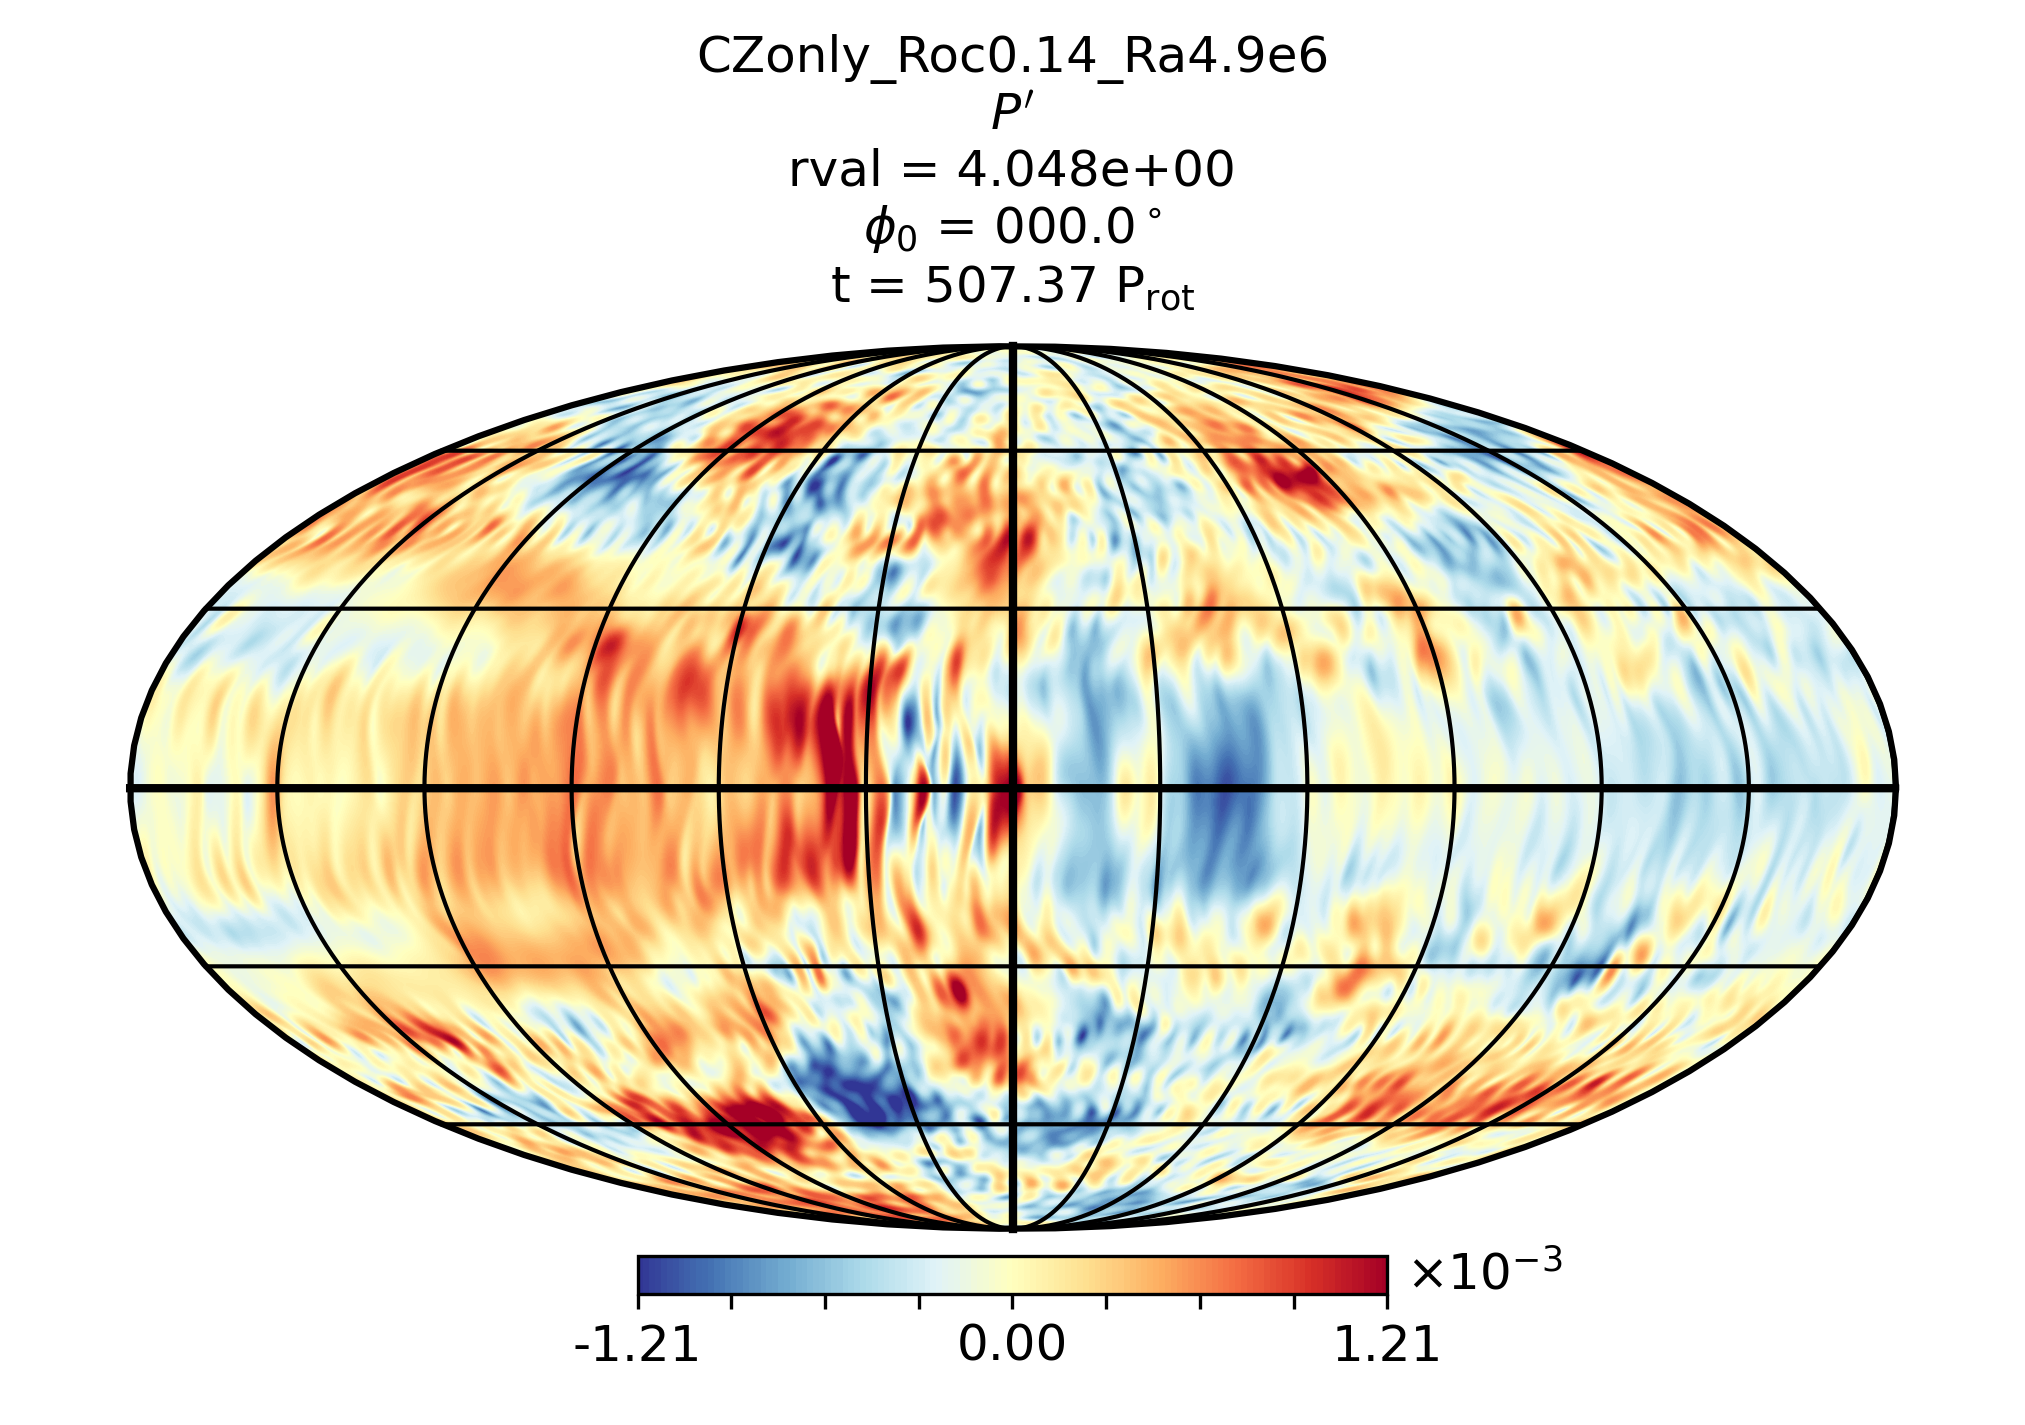 CZonly_Roc0.14_Ra4.9e6
P′
rval = 4.048e+00
ϕ₀ = 000.0°
t = 507.37 P_rot
×10⁻³
-1.21 0.00 1.21